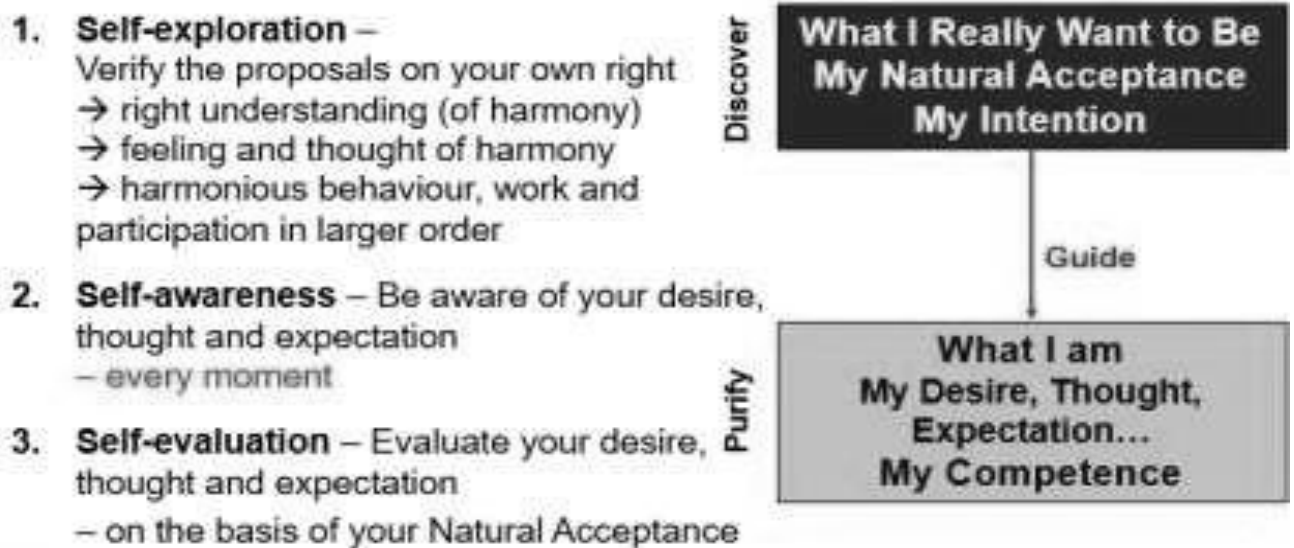 1. Self-exploration –
Verify the proposals on your own right
→ right understanding (of harmony)
→ feeling and thought of harmony
→ harmonious behaviour, work and
participation in larger order
2. Self-awareness – Be aware of your desire,
thought and expectation
– every moment
3. Self-evaluation – Evaluate your desire,
thought and expectation
– on the basis of your Natural Acceptance
Discover
What I Really Want to Be
My Natural Acceptance
My Intention
Guide
Purify
What I am
My Desire, Thought,
Expectation...
My Competence